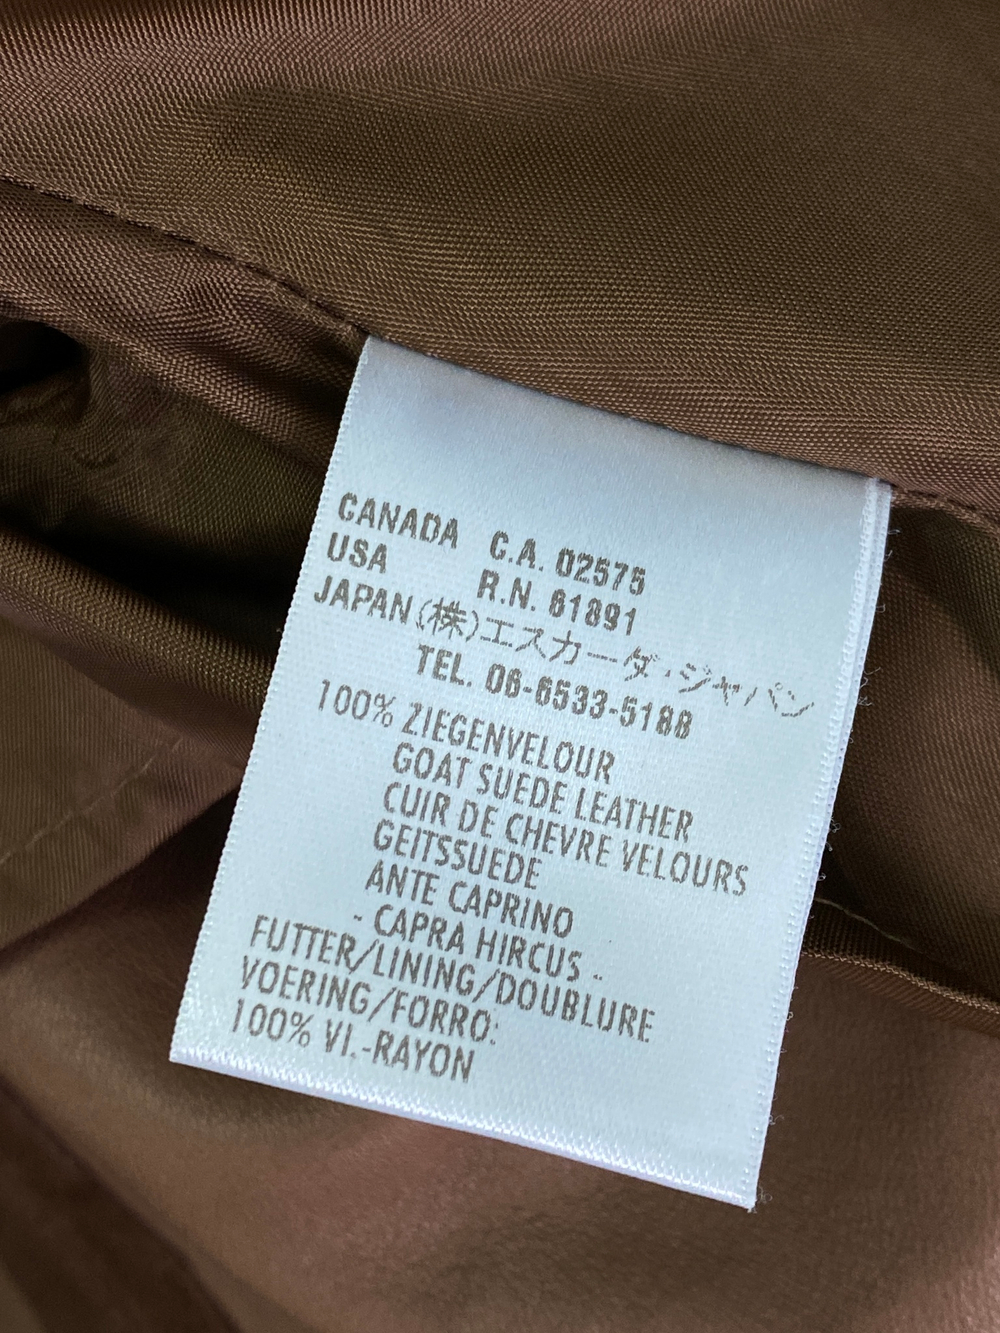 CANADA C.A. 02575
USA R.N. 61891
JAPAN (株)エスカーダ・ジャパン
TEL. 06-6533-5188
100% ZIEGENVELOUR
GOAT SUEDE LEATHER
CUIR DE CHEVRE VELOURS
GEITSSUEDE
ANTE CAPRINO
- CAPRA HIRCUS -
FUTTER/LINING/DOUBLURE
VOERING/FORRO:
100% VI.-RAYON